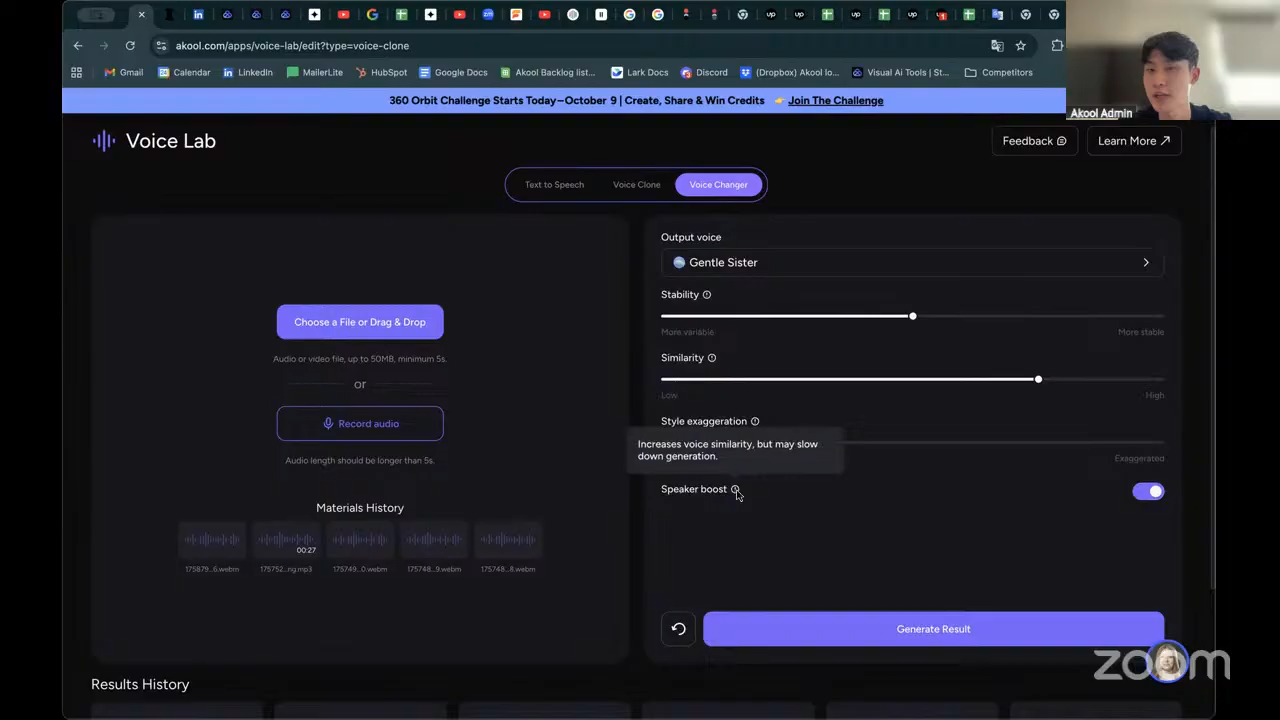 akool.com/apps/voice-lab/edit?type=voice-clone
Gmail
Calendar
LinkedIn
MailerLite
HubSpot
Google Docs
Akool Backlog list...
Lark Docs
Discord
(Dropbox) Akool lo...
Visual Ai Tools | St...
Competitors
Akool Admin
360 Orbit Challenge Starts Today—October 9 | Create, Share & Win Credits 👉 Join The Challenge
Voice Lab
Feedback
Learn More
Text to Speech
Voice Clone
Voice Changer
Choose a File or Drag & Drop
Audio or video file, up to 50MB, minimum 5s.
or
Record audio
Audio length should be longer than 5s.
Materials History
00:27
175879...6.webm
175752...ng.mp3
175749...0.webm
175748...9.webm
175748...8.webm
Output voice
Gentle Sister
Stability
More variable
More stable
Similarity
Low
High
Style exaggeration
Increases voice similarity, but may slow
down generation.
Exaggerated
Speaker boost
Generate Result
zoom
Results History